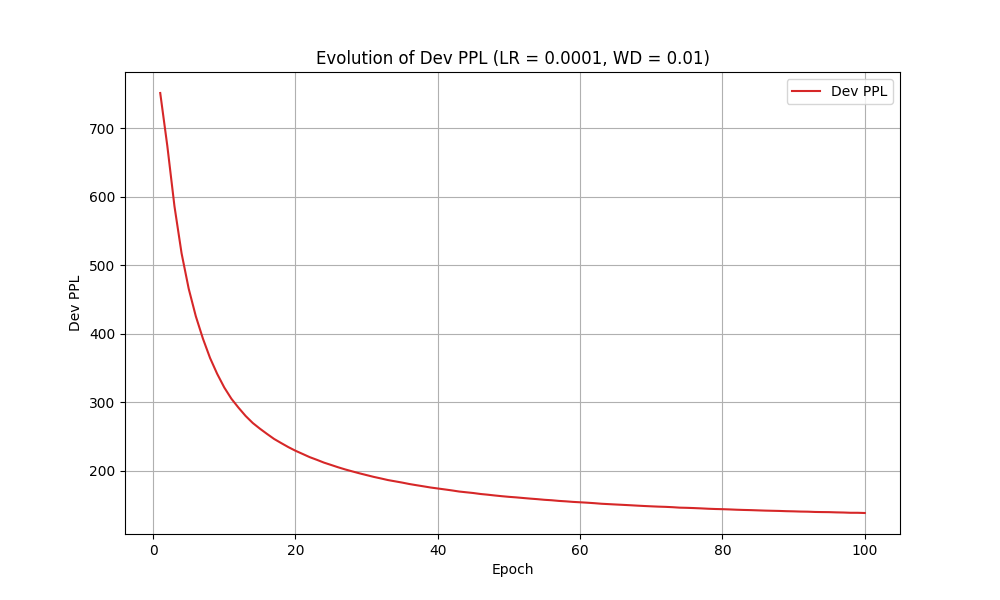 Evolution of Dev PPL (LR = 0.0001, WD = 0.01)
Dev PPL
700
600
500
400
300
200
Dev PPL
0 20 40 60 80 100
Epoch